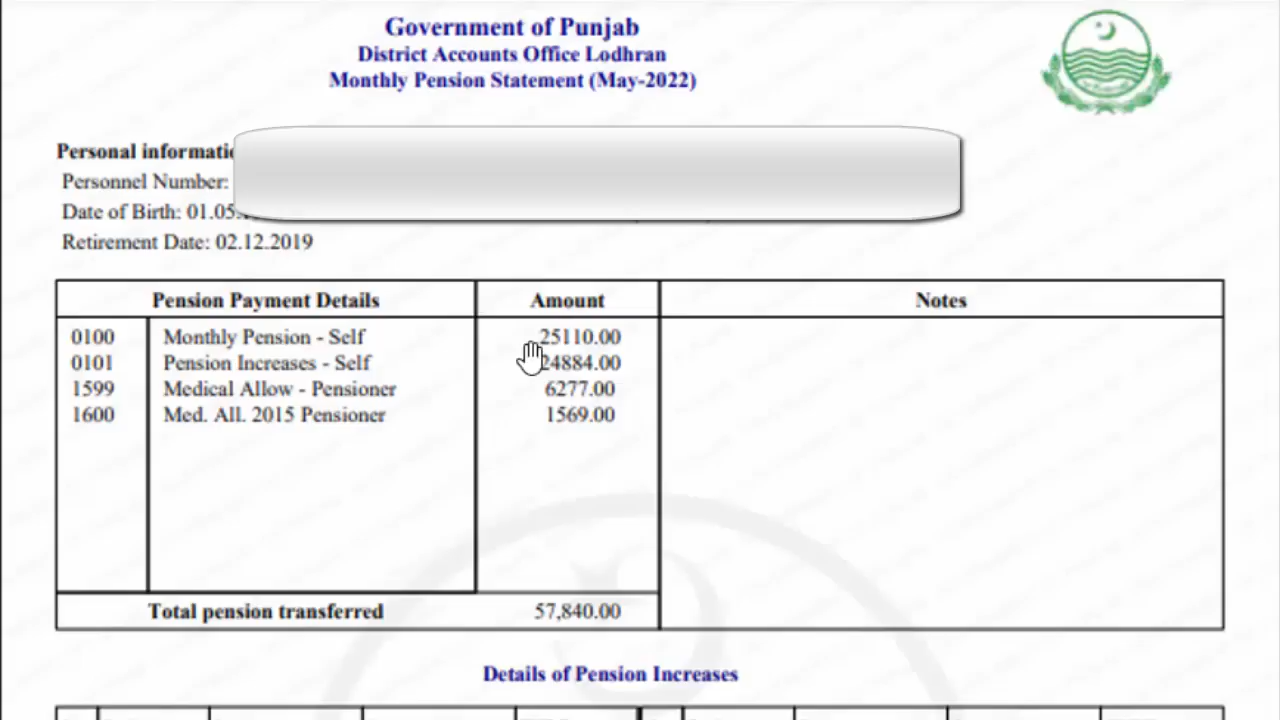 Government of Punjab
District Accounts Office Lodhran
Monthly Pension Statement (May-2022)
Personal informatio
Personnel Number:
Date of Birth: 01.05.
Retirement Date: 02.12.2019
Pension Payment Details Amount Notes
0100 Monthly Pension - Self 25110.00
0101 Pension Increases - Self 24884.00
1599 Medical Allow - Pensioner 6277.00
1600 Med. All. 2015 Pensioner 1569.00
Total pension transferred 57,840.00
Details of Pension Increases